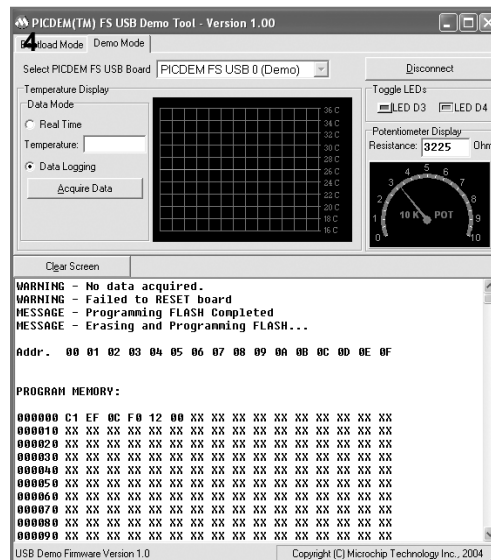 PICDEM(TM) FS USB Demo Tool - Version 1.00
4
Bootload Mode Demo Mode
Select PICDEM FS USB Board PICDEM FS USB 0 (Demo) Disconnect
Temperature Display
Data Mode
Real Time
Temperature:
Data Logging
Acquire Data
36 C
34 C
32 C
30 C
28 C
26 C
24 C
22 C
20 C
18 C
16 C
Toggle LEDs
LED D3 LED D4
Potentiometer Display
Resistance: 3225 Ohm
0 1 2 3 4 5 6 7 8 9 10
10 K POT
Clear Screen
WARNING - No data acquired.
WARNING - Failed to RESET board
MESSAGE - Programming FLASH Completed
MESSAGE - Erasing and Programming FLASH...
Addr. 00 01 02 03 04 05 06 07 08 09 0A 0B 0C 0D 0E 0F
PROGRAM MEMORY:
000000 C1 EF 0C F0 12 00 XX XX XX XX XX XX XX XX XX XX
000010 XX XX XX XX XX XX XX XX XX XX XX XX XX XX XX XX
000020 XX XX XX XX XX XX XX XX XX XX XX XX XX XX XX XX
000030 XX XX XX XX XX XX XX XX XX XX XX XX XX XX XX XX
000040 XX XX XX XX XX XX XX XX XX XX XX XX XX XX XX XX
000050 XX XX XX XX XX XX XX XX XX XX XX XX XX XX XX XX
000060 XX XX XX XX XX XX XX XX XX XX XX XX XX XX XX XX
000070 XX XX XX XX XX XX XX XX XX XX XX XX XX XX XX XX
000080 XX XX XX XX XX XX XX XX XX XX XX XX XX XX XX XX
000090 XX XX XX XX XX XX XX XX XX XX XX XX XX XX XX XX
USB Demo Firmware Version 1.0 Copyright (C) Microchip Technology Inc., 2004